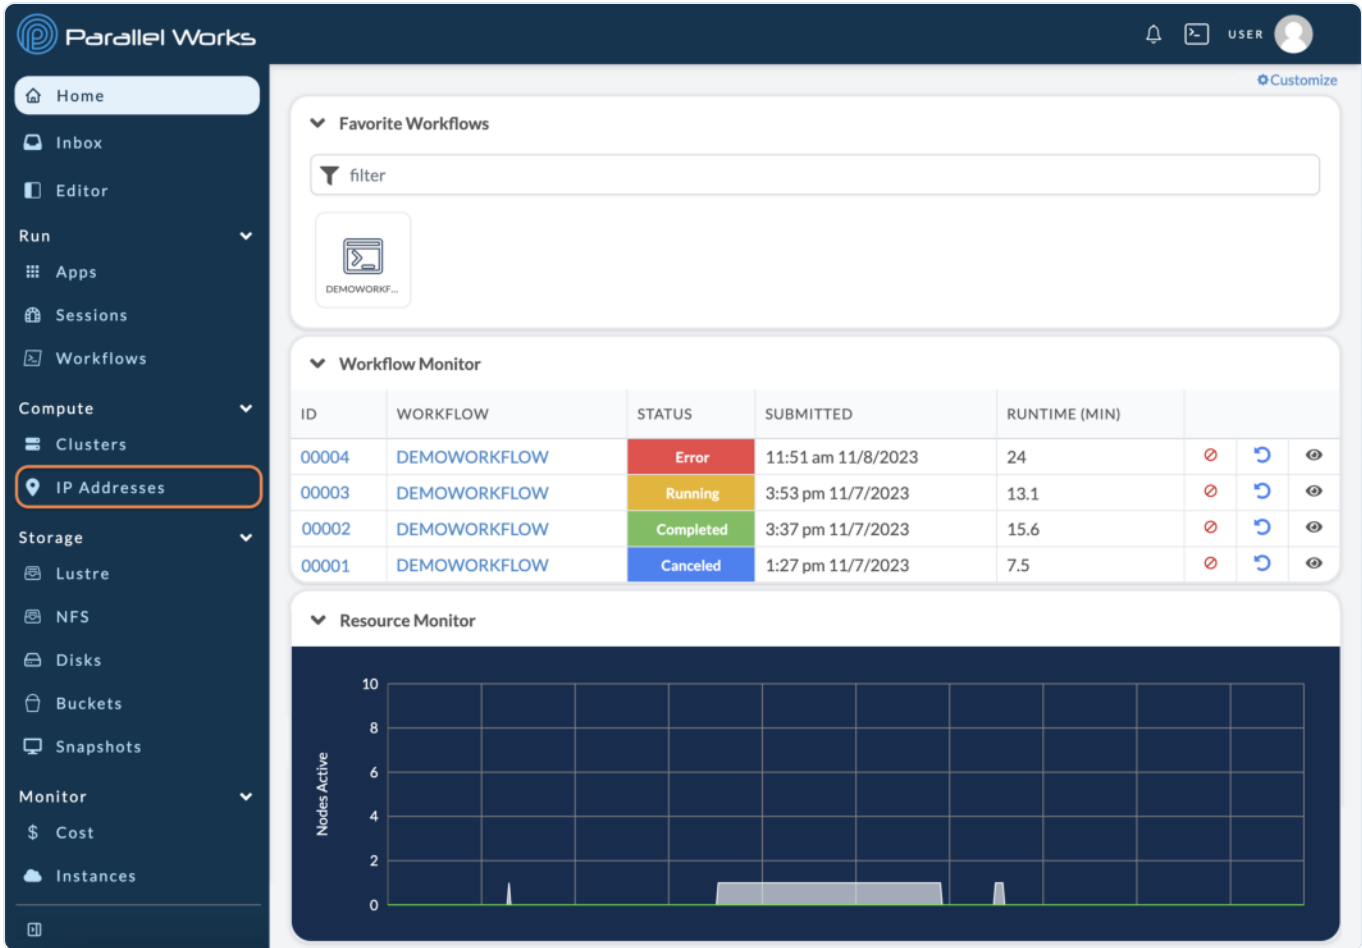 Parallel Works
USER
Customize
Home
Inbox
Editor
Run
Apps
Sessions
Workflows
Compute
Clusters
IP Addresses
Storage
Lustre
NFS
Disks
Buckets
Snapshots
Monitor
$ Cost
Instances
Favorite Workflows
filter
DEMOWORKF...
Workflow Monitor
ID WORKFLOW STATUS SUBMITTED RUNTIME (MIN)
00004 DEMOWORKFLOW Error 11:51 am 11/8/2023 24
00003 DEMOWORKFLOW Running 3:53 pm 11/7/2023 13.1
00002 DEMOWORKFLOW Completed 3:37 pm 11/7/2023 15.6
00001 DEMOWORKFLOW Canceled 1:27 pm 11/7/2023 7.5
Resource Monitor
Nodes Active
10
8
6
4
2
0